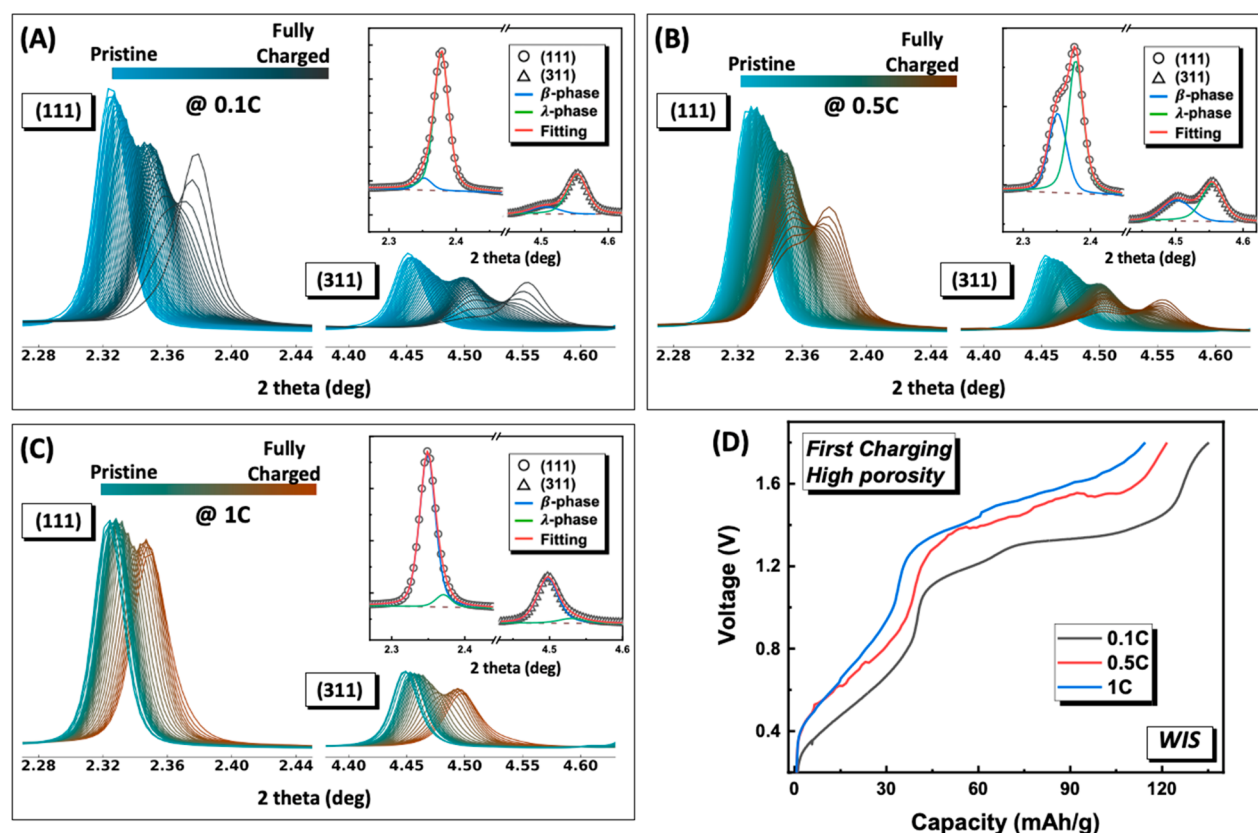 (A)
Pristine
Fully
Charged
@ 0.1C
(111)
(311)
(111)
(311)
β-phase
λ-phase
Fitting
2.3 2.4 4.5 4.6
2 theta (deg)
2.28 2.32 2.36 2.40 2.44 4.40 4.45 4.50 4.55 4.60
2 theta (deg)
(B)
Pristine
Fully
Charged
@ 0.5C
(111)
(311)
(111)
(311)
β-phase
λ-phase
Fitting
2.3 2.4 4.5 4.6
2 theta (deg)
2.28 2.32 2.36 2.40 2.44 4.40 4.45 4.50 4.55 4.60
2 theta (deg)
(C)
Pristine
Fully
Charged
@ 1C
(111)
(311)
(111)
(311)
β-phase
λ-phase
Fitting
2.3 2.4 4.5 4.6
2 theta (deg)
2.28 2.32 2.36 2.40 2.44 4.40 4.45 4.50 4.55 4.60
2 theta (deg)
(D)
First Charging
High porosity
Voltage (V)
1.6
1.2
0.8
0.4
0.1C
0.5C
1C
WIS
0 30 60 90 120
Capacity (mAh/g)